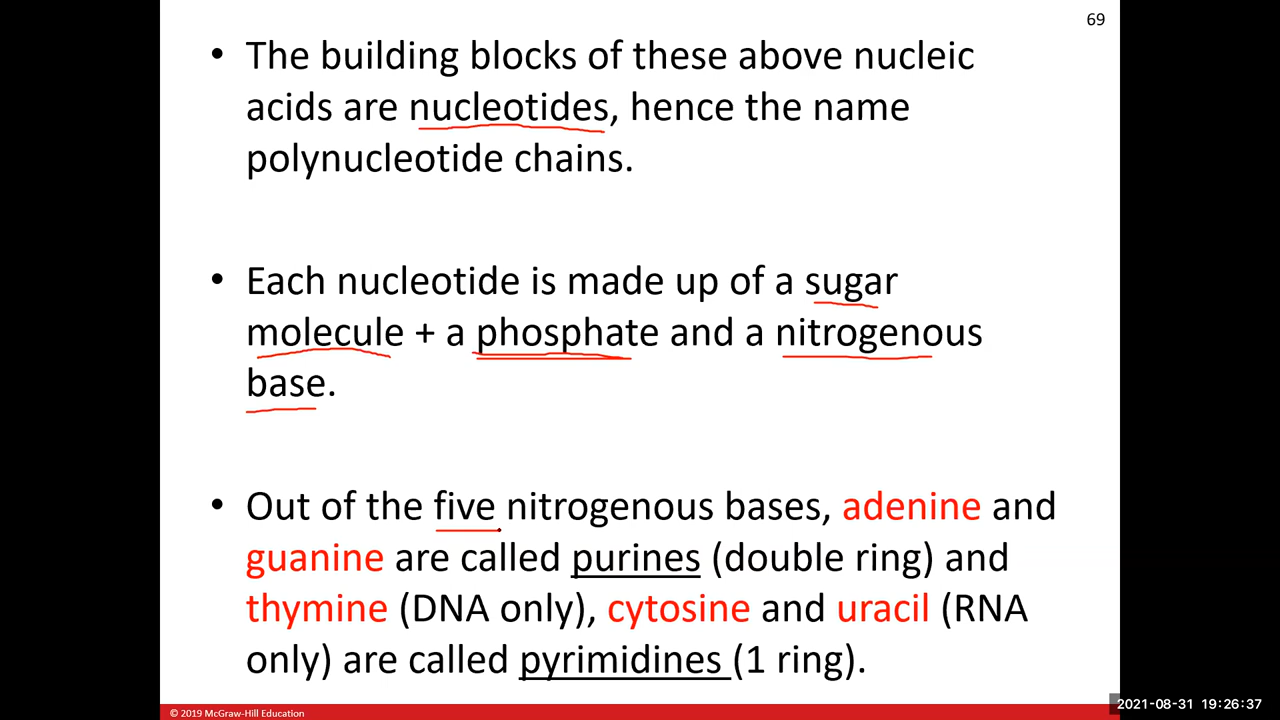 69
• The building blocks of these above nucleic
acids are nucleotides, hence the name
polynucleotide chains.
• Each nucleotide is made up of a sugar
molecule + a phosphate and a nitrogenous
base.
• Out of the five nitrogenous bases, adenine and
guanine are called purines (double ring) and
thymine (DNA only), cytosine and uracil (RNA
only) are called pyrimidines (1 ring).
© 2019 McGraw-Hill Education
2021-08-31 19:26:37